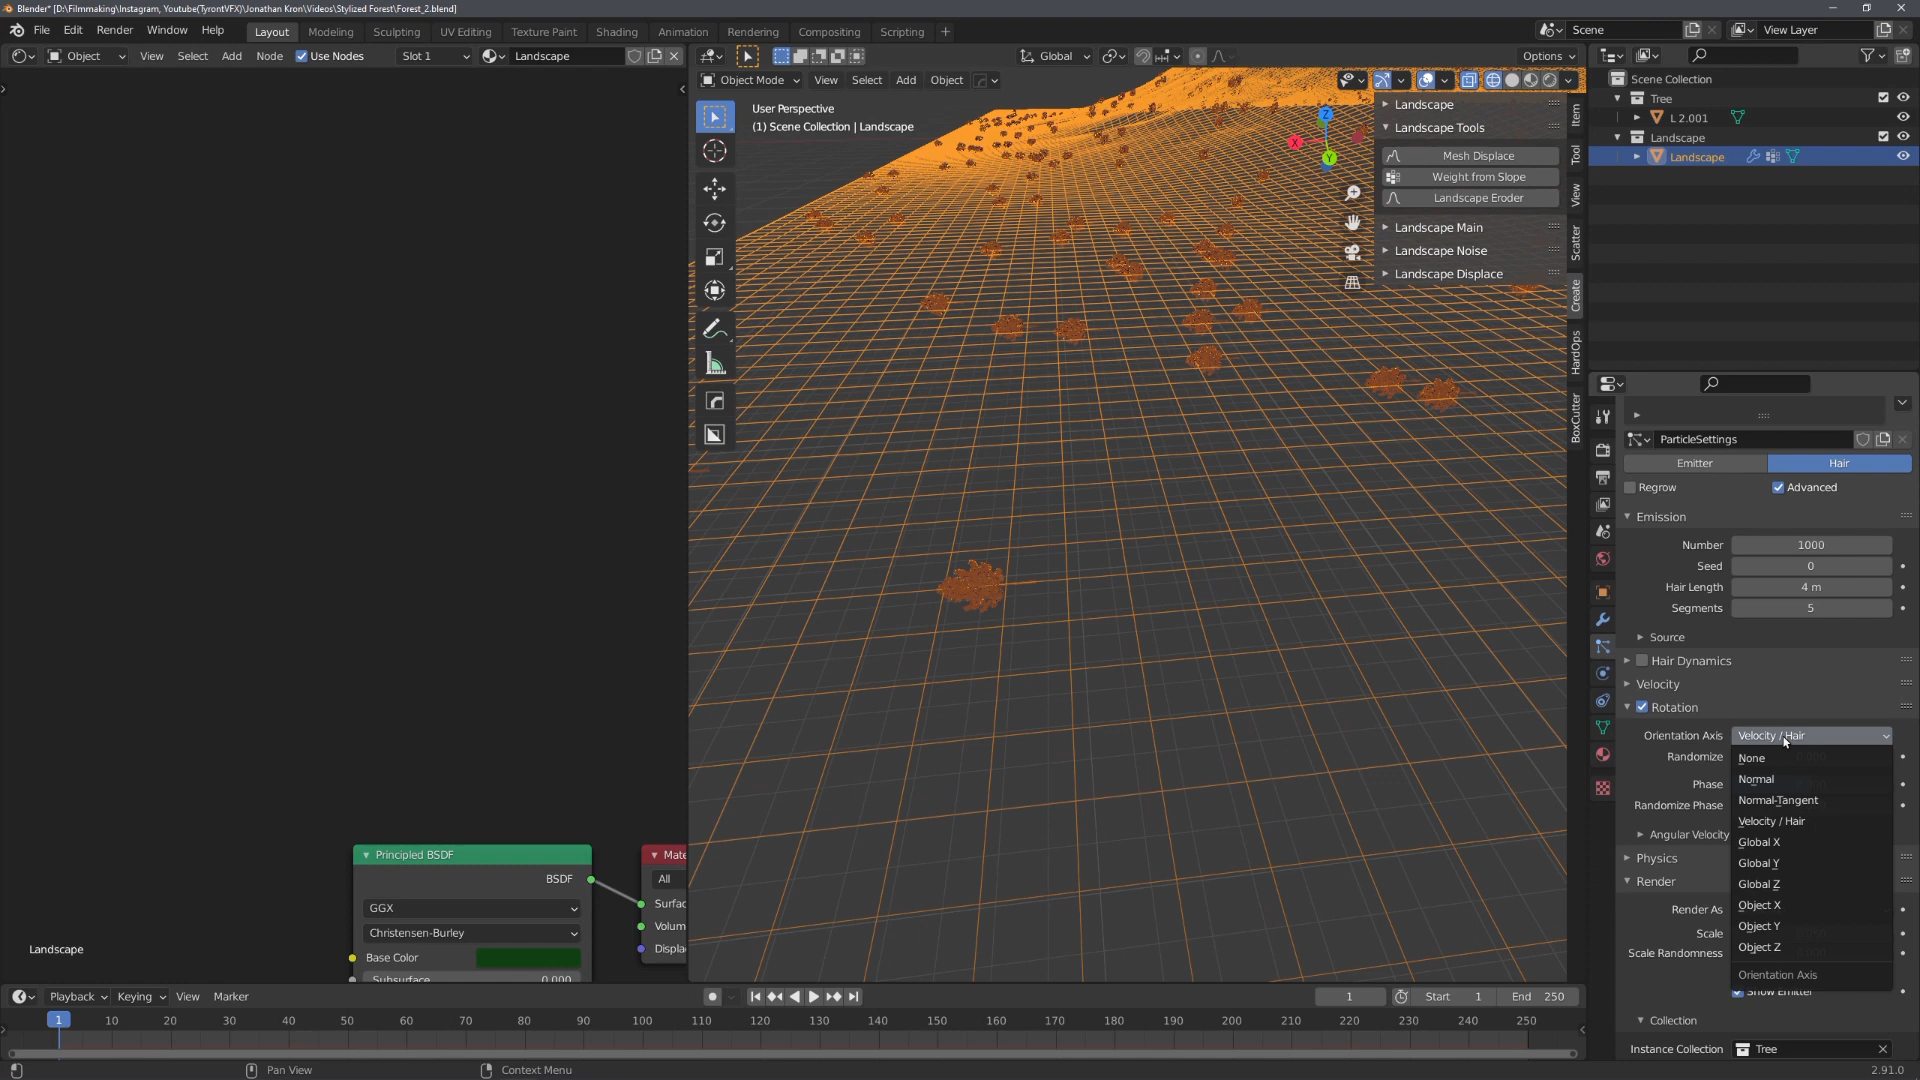 Blender* [D:\Filmmaking\Instagram, Youtube(TyrontVFX)\Jonathan Kron\Videos\Stylized Forest\Forest_2.blend]
File Edit Render Window Help Layout Modeling Sculpting UV Editing Texture Paint Shading Animation Rendering Compositing Scripting + Scene View Layer
Object View Select Add Node Use Nodes Slot 1 Landscape Global Options
Object Mode View Select Add Object
User Perspective
(1) Scene Collection | Landscape
Landscape
Landscape Tools
Mesh Displace
Weight from Slope
Landscape Eroder
Landscape Main
Landscape Noise
Landscape Displace
Item
Tool
View
Scatter
Create
HardOps
BoxCutter
X
Y
Z
Scene Collection
Tree
L 2.001
Landscape
Landscape
ParticleSettings
Emitter Hair
Regrow Advanced
Emission
Number 1000
Seed 0
Hair Length 4 m
Segments 5
Source
Hair Dynamics
Velocity
Rotation
Orientation Axis Velocity / Hair
Randomize
Phase
Randomize Phase
Angular Velocity
Physics
Render
Render As
Scale
Scale Randomness
None
Normal
Normal-Tangent
Velocity / Hair
Global X
Global Y
Global Z
Object X
Object Y
Object Z
Orientation Axis
Show Emitter
Collection
Instance Collection Tree
Principled BSDF
BSDF
GGX
Christensen-Burley
Base Color
Subsurface 0.000
Mate
All
Surfac
Volum
Displa
Landscape
Playback Keying View Marker 1 Start 1 End 250
1 10 20 30 40 50 60 70 80 90 100 110 120 130 140 150 160 170 180 190 200 210 220 230 240 250
Pan View Context Menu 2.91.0